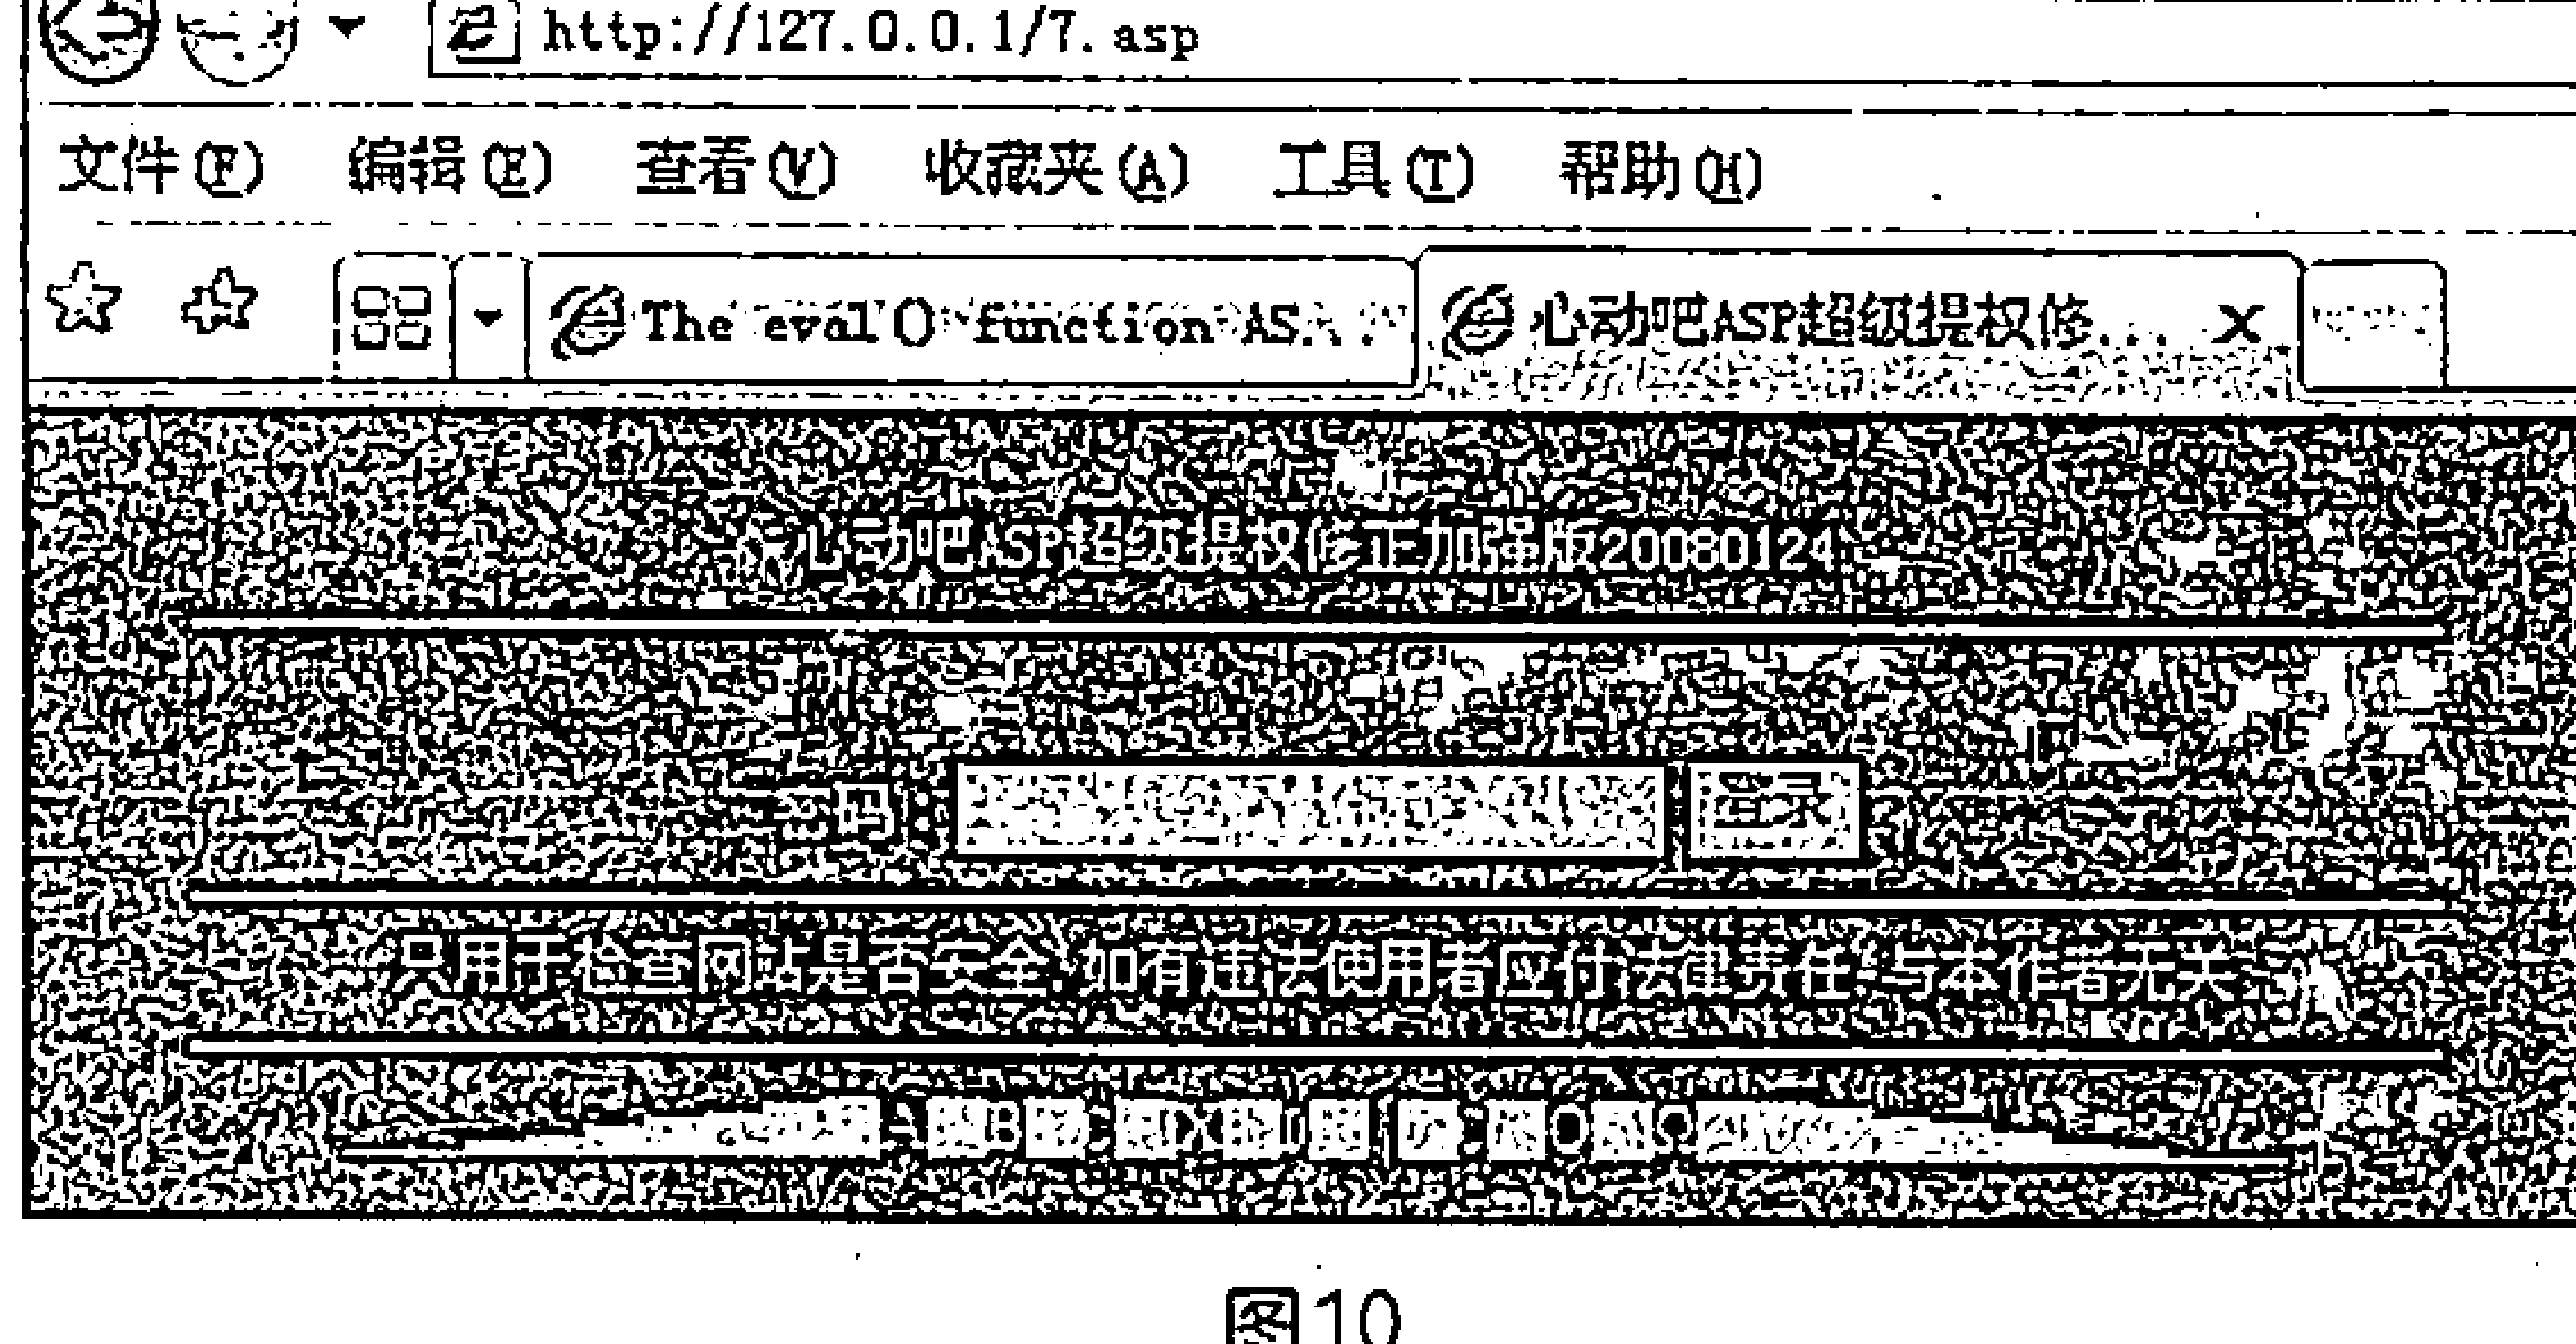 http://127.0.0.1/7.asp
文件(F) 编辑(E) 查看(V) 收藏夹(A) 工具(T) 帮助(H)
The eval() function AS... 心动吧ASP超级提权修... X
心动吧ASP超级提权修正加强版20080124
码: 登录
只用于检查网站是否安全.如有违法使用者应付法律责任,与本作者无关.
图10